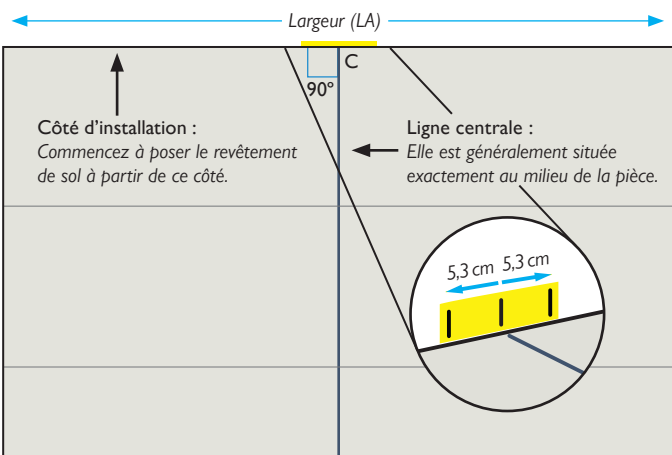 Largeur (LA)
C
90°
Côté d’installation :
Commencez à poser le revêtement
de sol à partir de ce côté.
Ligne centrale :
Elle est généralement située
exactement au milieu de la pièce.
5,3 cm 5,3 cm